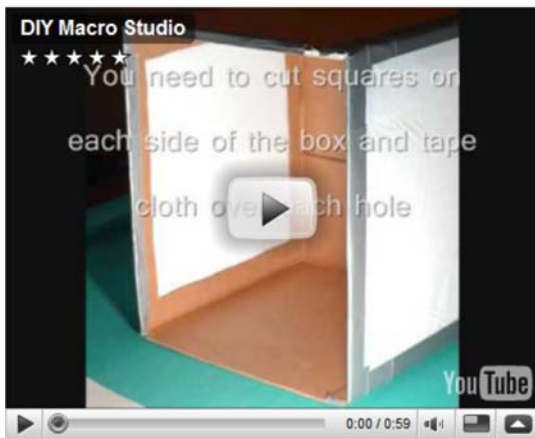 DIY Macro Studio
You need to cut squares on
each side of the box and tape
cloth over each hole
YouTube
0:00 / 0:59